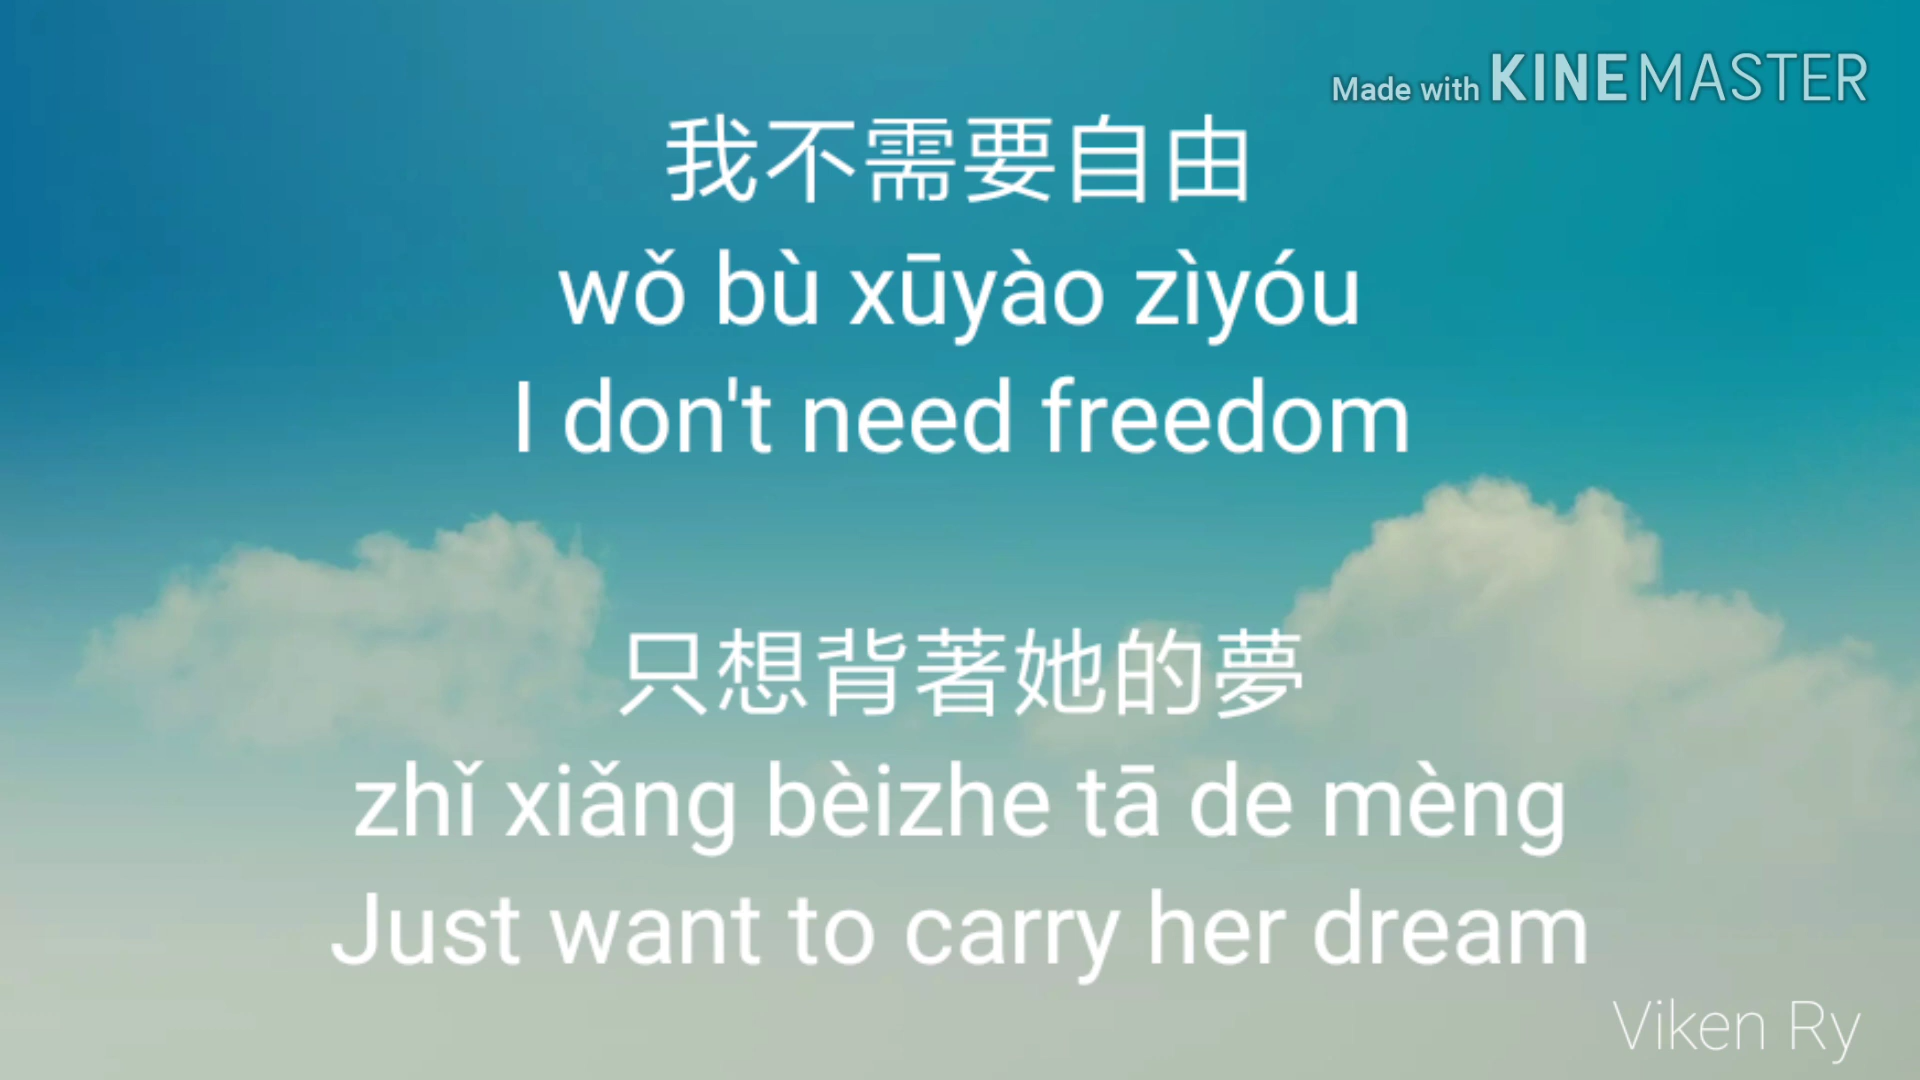 Made with KINEMASTER
我不需要自由
wǒ bù xūyào zìyóu
I don't need freedom
只想背著她的夢
zhǐ xiǎng bèizhe tā de mèng
Just want to carry her dream
Viken Ry